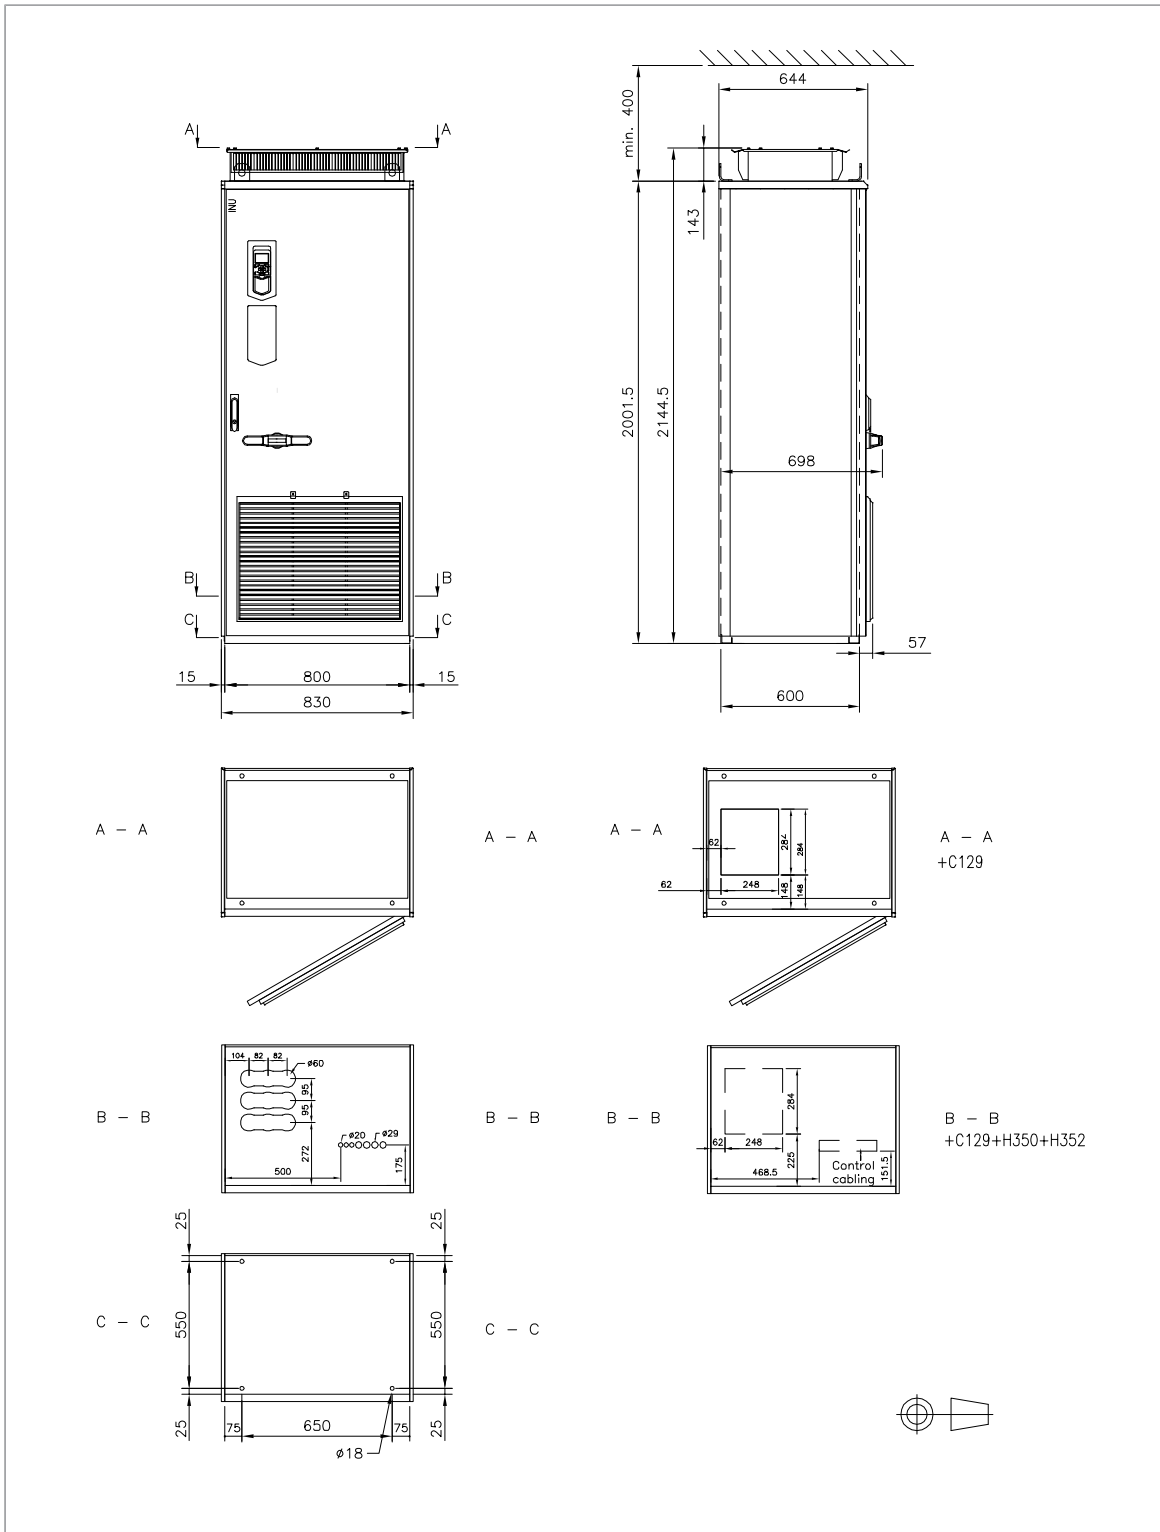 644
min. 400
A
A
143
INU
2001.5
2144.5
698
B
B
C
C
57
15
800
15
830
600
A – A
A – A
A – A
A – A
+C129
62
284
284
62
248
148
148
104
82
82
ø60
95
95
272
ø20
ø29
500
175
B – B
B – B
B – B
284
62
248
225
468.5
Control
cabling
151.5
B – B
+C129+H350+H352
25
25
C – C
550
550
C – C
25
75
650
75
25
ø18